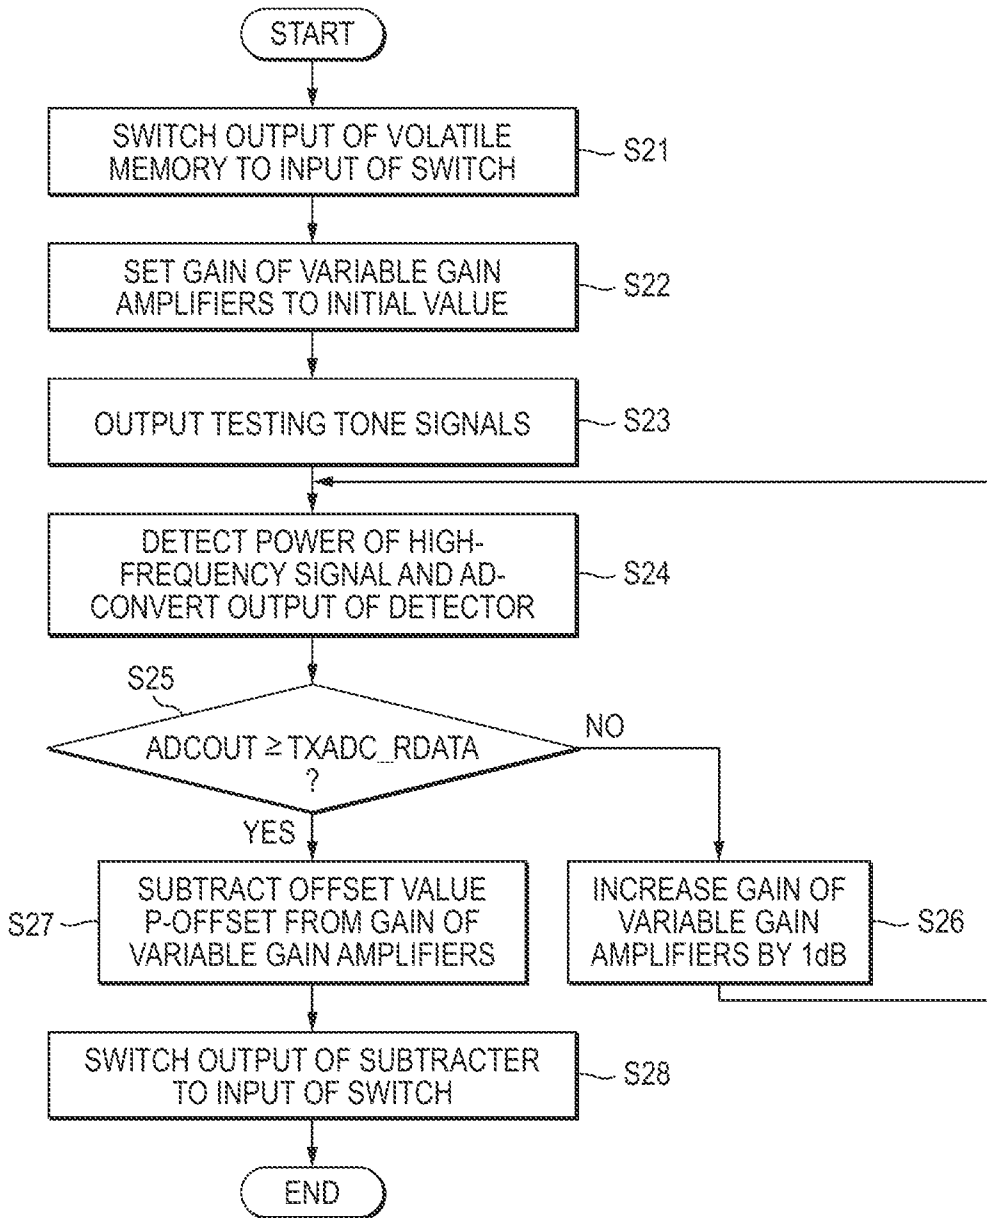 START
SWITCH OUTPUT OF VOLATILE
MEMORY TO INPUT OF SWITCH
S21
SET GAIN OF VARIABLE GAIN
AMPLIFIERS TO INITIAL VALUE
S22
OUTPUT TESTING TONE SIGNALS
S23
DETECT POWER OF HIGH-
FREQUENCY SIGNAL AND AD-
CONVERT OUTPUT OF DETECTOR
S24
S25
ADCOUT ≥ TXADC_RDATA
?
NO
YES
SUBTRACT OFFSET VALUE
P-OFFSET FROM GAIN OF
VARIABLE GAIN AMPLIFIERS
S27
INCREASE GAIN OF
VARIABLE GAIN
AMPLIFIERS BY 1dB
S26
SWITCH OUTPUT OF SUBTRACTER
TO INPUT OF SWITCH
S28
END